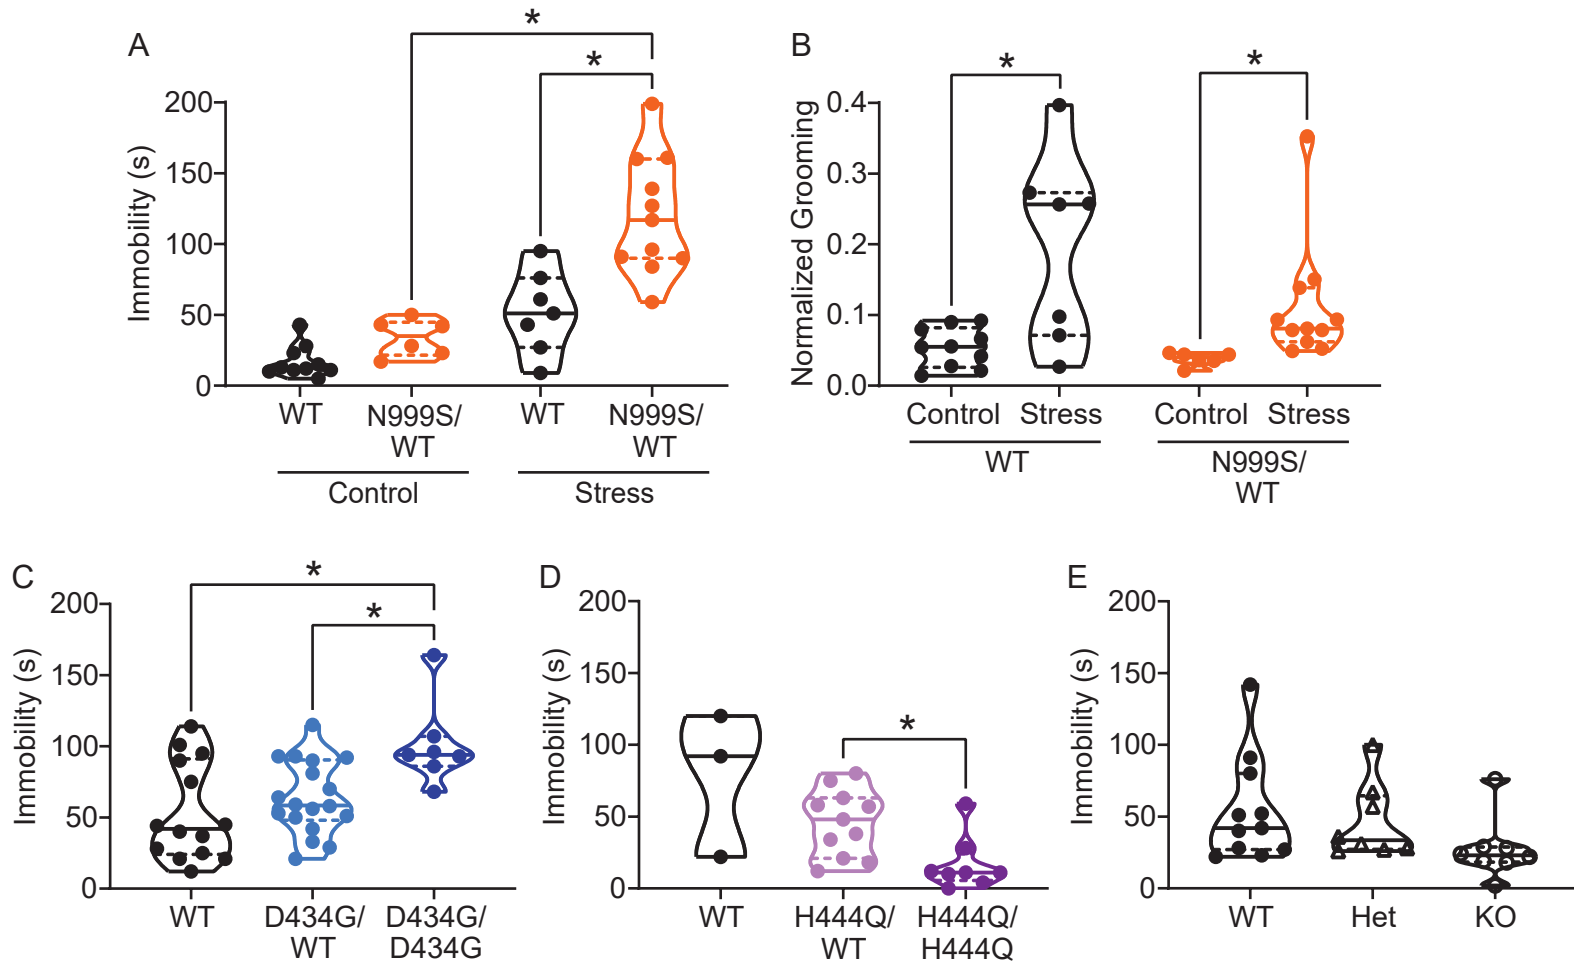 A
*
*
Immobility (s)
200
150
100
50
0
WT
N999S/
WT
WT
N999S/
WT
Control
Stress
B
*
*
Normalized Grooming
0.4
0.3
0.2
0.1
0.0
Control
Stress
Control
Stress
WT
N999S/
WT
C
*
*
Immobility (s)
200
150
100
50
0
WT
D434G/
WT
D434G/
D434G
D
*
Immobility (s)
200
150
100
50
0
WT
H444Q/
WT
H444Q/
H444Q
E
Immobility (s)
200
150
100
50
0
WT
Het
KO